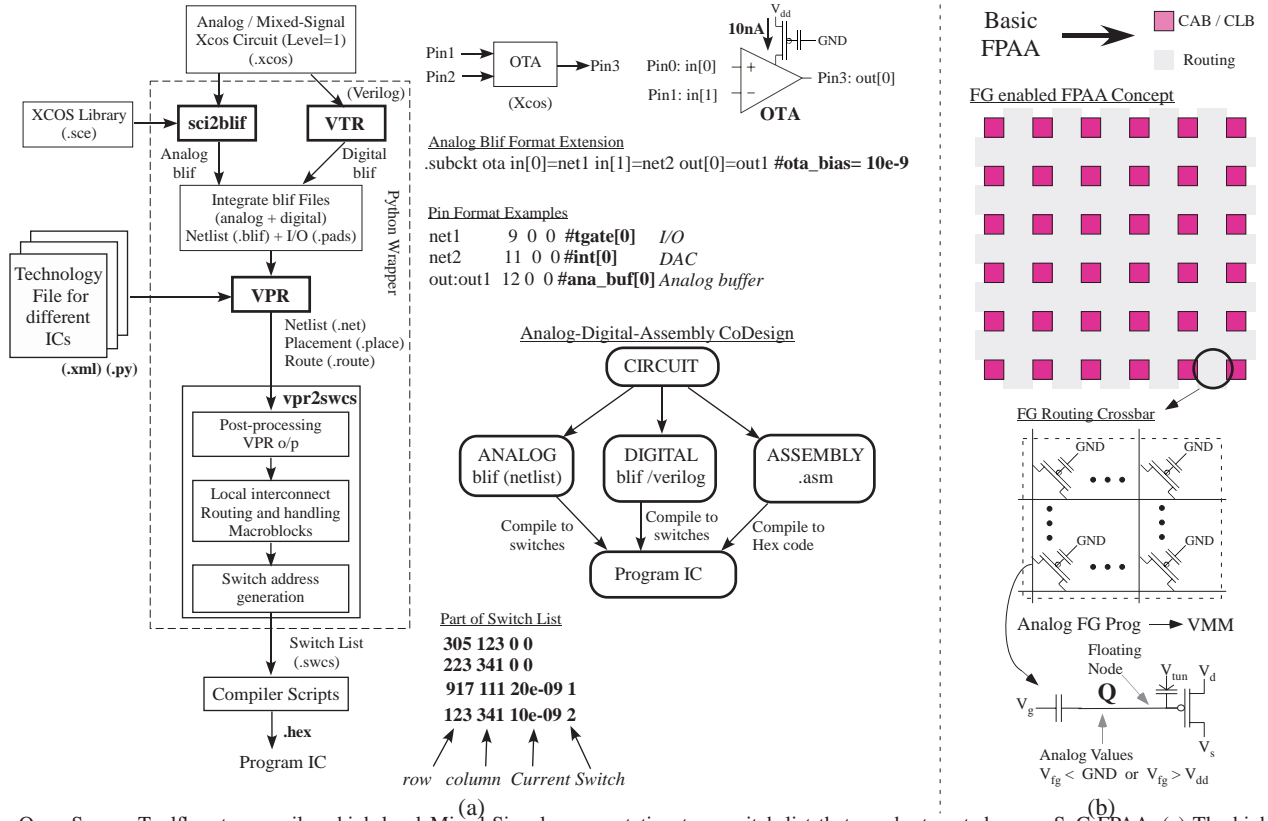 Analog / Mixed-Signal
Xcos Circuit (Level=1)
(.xcos)
(Verilog)
XCOS Library
(.sce)
sci2blif
VTR
Analog
blif
Digital
blif
Integrate blif Files
(analog + digital)
Netlist (.blif) + I/O (.pads)
Python Wrapper
Technology
File for
different
ICs
(.xml) (.py)
VPR
Netlist (.net)
Placement (.place)
Route (.route)
vpr2swcs
Post-processing
VPR o/p
Local interconnect
Routing and handling
Macroblocks
Switch address
generation
Switch List
(.swcs)
Compiler Scripts
.hex
Program IC
Pin1
Pin2
OTA
Pin3
(Xcos)
Vdd
10nA
GND
Pin0: in[0]
Pin1: in[1]
+
−
Pin3: out[0]
OTA
Analog Blif Format Extension
.subckt ota in[0]=net1 in[1]=net2 out[0]=out1 #ota_bias= 10e-9
Pin Format Examples
net1 9 0 0 #tgate[0] I/O
net2 11 0 0 #int[0] DAC
out:out1 12 0 0 #ana_buf[0] Analog buffer
Analog-Digital-Assembly CoDesign
CIRCUIT
ANALOG
blif (netlist)
DIGITAL
blif /verilog
ASSEMBLY
.asm
Compile to
switches
Compile to
switches
Compile to
Hex code
Program IC
Part of Switch List
305 123 0 0
223 341 0 0
917 111 20e-09 1
123 341 10e-09 2
row column Current Switch
(a)
Basic
FPAA
CAB / CLB
Routing
FG enabled FPAA Concept
FG Routing Crossbar
GND
GND
GND
GND
Analog FG Prog VMM
Floating
Node
Vtun
Vd
Vg
Q
Vs
Analog Values
Vfg < GND or Vfg > Vdd
(b)